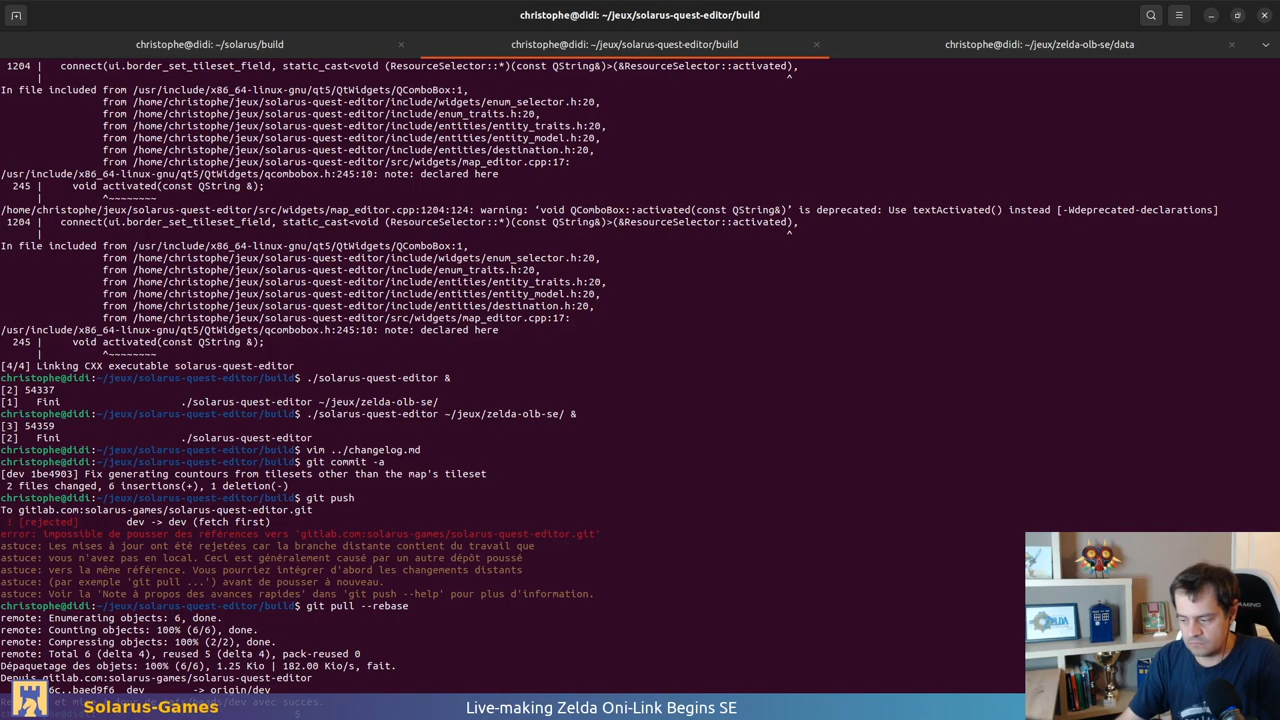 christophe@didi: ~/jeux/solarus-quest-editor/build
christophe@didi: ~/solarus/build
christophe@didi: ~/jeux/solarus-quest-editor/build
christophe@didi: ~/jeux/zelda-olb-se/data
1204 |     connect(ui.border_set_tileset_field, static_cast<void (ResourceSelector::*)(const QString&)>(&ResourceSelector::activated),
|                                                                                                                            ^
In file included from /usr/include/x86_64-linux-gnu/qt5/QtWidgets/QComboBox:1,
from /home/christophe/jeux/solarus-quest-editor/include/widgets/enum_selector.h:20,
from /home/christophe/jeux/solarus-quest-editor/include/enum_traits.h:20,
from /home/christophe/jeux/solarus-quest-editor/include/entities/entity_traits.h:20,
from /home/christophe/jeux/solarus-quest-editor/include/entities/entity_model.h:20,
from /home/christophe/jeux/solarus-quest-editor/include/entities/destination.h:20,
from /home/christophe/jeux/solarus-quest-editor/src/widgets/map_editor.cpp:17:
/usr/include/x86_64-linux-gnu/qt5/QtWidgets/qcombobox.h:245:10: note: declared here
245 |     void activated(const QString &);
|          ^~~~~~~~~
/home/christophe/jeux/solarus-quest-editor/src/widgets/map_editor.cpp:1204:124: warning: ‘void QComboBox::activated(const QString&)’ is deprecated: Use textActivated() instead [-Wdeprecated-declarations]
1204 |     connect(ui.border_set_tileset_field, static_cast<void (ResourceSelector::*)(const QString&)>(&ResourceSelector::activated),
|                                                                                                                            ^
In file included from /usr/include/x86_64-linux-gnu/qt5/QtWidgets/QComboBox:1,
from /home/christophe/jeux/solarus-quest-editor/include/widgets/enum_selector.h:20,
from /home/christophe/jeux/solarus-quest-editor/include/enum_traits.h:20,
from /home/christophe/jeux/solarus-quest-editor/include/entities/entity_traits.h:20,
from /home/christophe/jeux/solarus-quest-editor/include/entities/entity_model.h:20,
from /home/christophe/jeux/solarus-quest-editor/include/entities/destination.h:20,
from /home/christophe/jeux/solarus-quest-editor/src/widgets/map_editor.cpp:17:
/usr/include/x86_64-linux-gnu/qt5/QtWidgets/qcombobox.h:245:10: note: declared here
245 |     void activated(const QString &);
|          ^~~~~~~~~
[4/4] Linking CXX executable solarus-quest-editor
christophe@didi:~/jeux/solarus-quest-editor/build$ ./solarus-quest-editor &
[2] 54337
[1]   Fini                    ./solarus-quest-editor ~/jeux/zelda-olb-se/
christophe@didi:~/jeux/solarus-quest-editor/build$ ./solarus-quest-editor ~/jeux/zelda-olb-se/ &
[3] 54359
[2]   Fini                    ./solarus-quest-editor
christophe@didi:~/jeux/solarus-quest-editor/build$ vim ../changelog.md
christophe@didi:~/jeux/solarus-quest-editor/build$ git commit -a
[dev 1be4903] Fix generating countours from tilesets other than the map's tileset
2 files changed, 6 insertions(+), 1 deletion(-)
christophe@didi:~/jeux/solarus-quest-editor/build$ git push
To gitlab.com:solarus-games/solarus-quest-editor.git
! [rejected]        dev -> dev (fetch first)
error: impossible de pousser des références vers 'gitlab.com:solarus-games/solarus-quest-editor.git'
astuce: Les mises à jour ont été rejetées car la branche distante contient du travail que
astuce: vous n'avez pas en local. Ceci est généralement causé par un autre dépôt poussé
astuce: vers la même référence. Vous pourriez intégrer d'abord les changements distants
astuce: (par exemple 'git pull ...') avant de pousser à nouveau.
astuce: Voir la 'Note à propos des avances rapides' dans 'git push --help' pour plus d'information.
christophe@didi:~/jeux/solarus-quest-editor/build$ git pull --rebase
remote: Enumerating objects: 6, done.
remote: Counting objects: 100% (6/6), done.
remote: Compressing objects: 100% (2/2), done.
remote: Total 6 (delta 4), reused 5 (delta 4), pack-reused 0
Dépaquetage des objets: 100% (6/6), 1.25 Kio | 182.00 Kio/s, fait.
Depuis gitlab.com:solarus-games/solarus-quest-editor
6c..baed9f6  dev        -> origin/dev
Solarus-Games
Live-making Zelda Oni-Link Begins SE